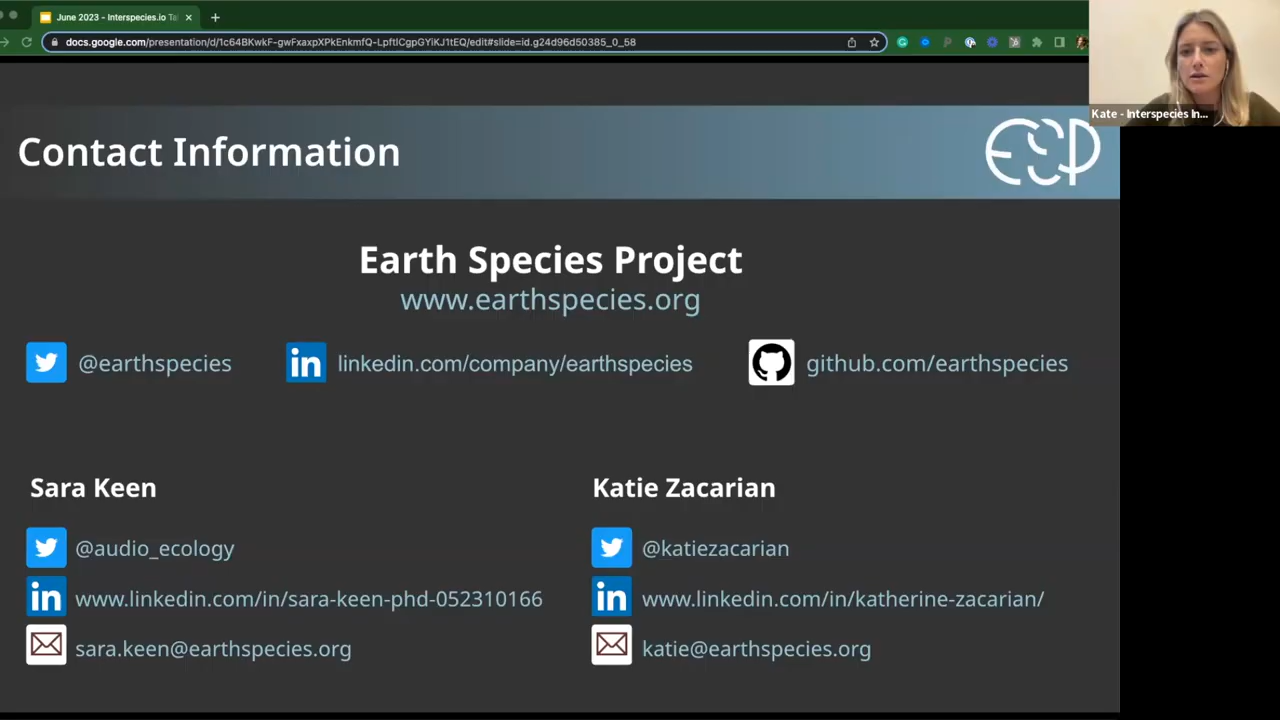 June 2023 - Interspecies.io Ta
docs.google.com/presentation/d/1c64BKwkF-gwFxaxpXPkEnkmfQ-LpftlCgpGYiKJ1tEQ/edit#slide=id.g24d96d50385_0_58
Kate - Interspecies In...
Contact Information
ESP
Earth Species Project
www.earthspecies.org
@earthspecies
linkedin.com/company/earthspecies
github.com/earthspecies
Sara Keen
Katie Zacarian
@audio_ecology
@katiezacarian
www.linkedin.com/in/sara-keen-phd-052310166
www.linkedin.com/in/katherine-zacarian/
sara.keen@earthspecies.org
katie@earthspecies.org